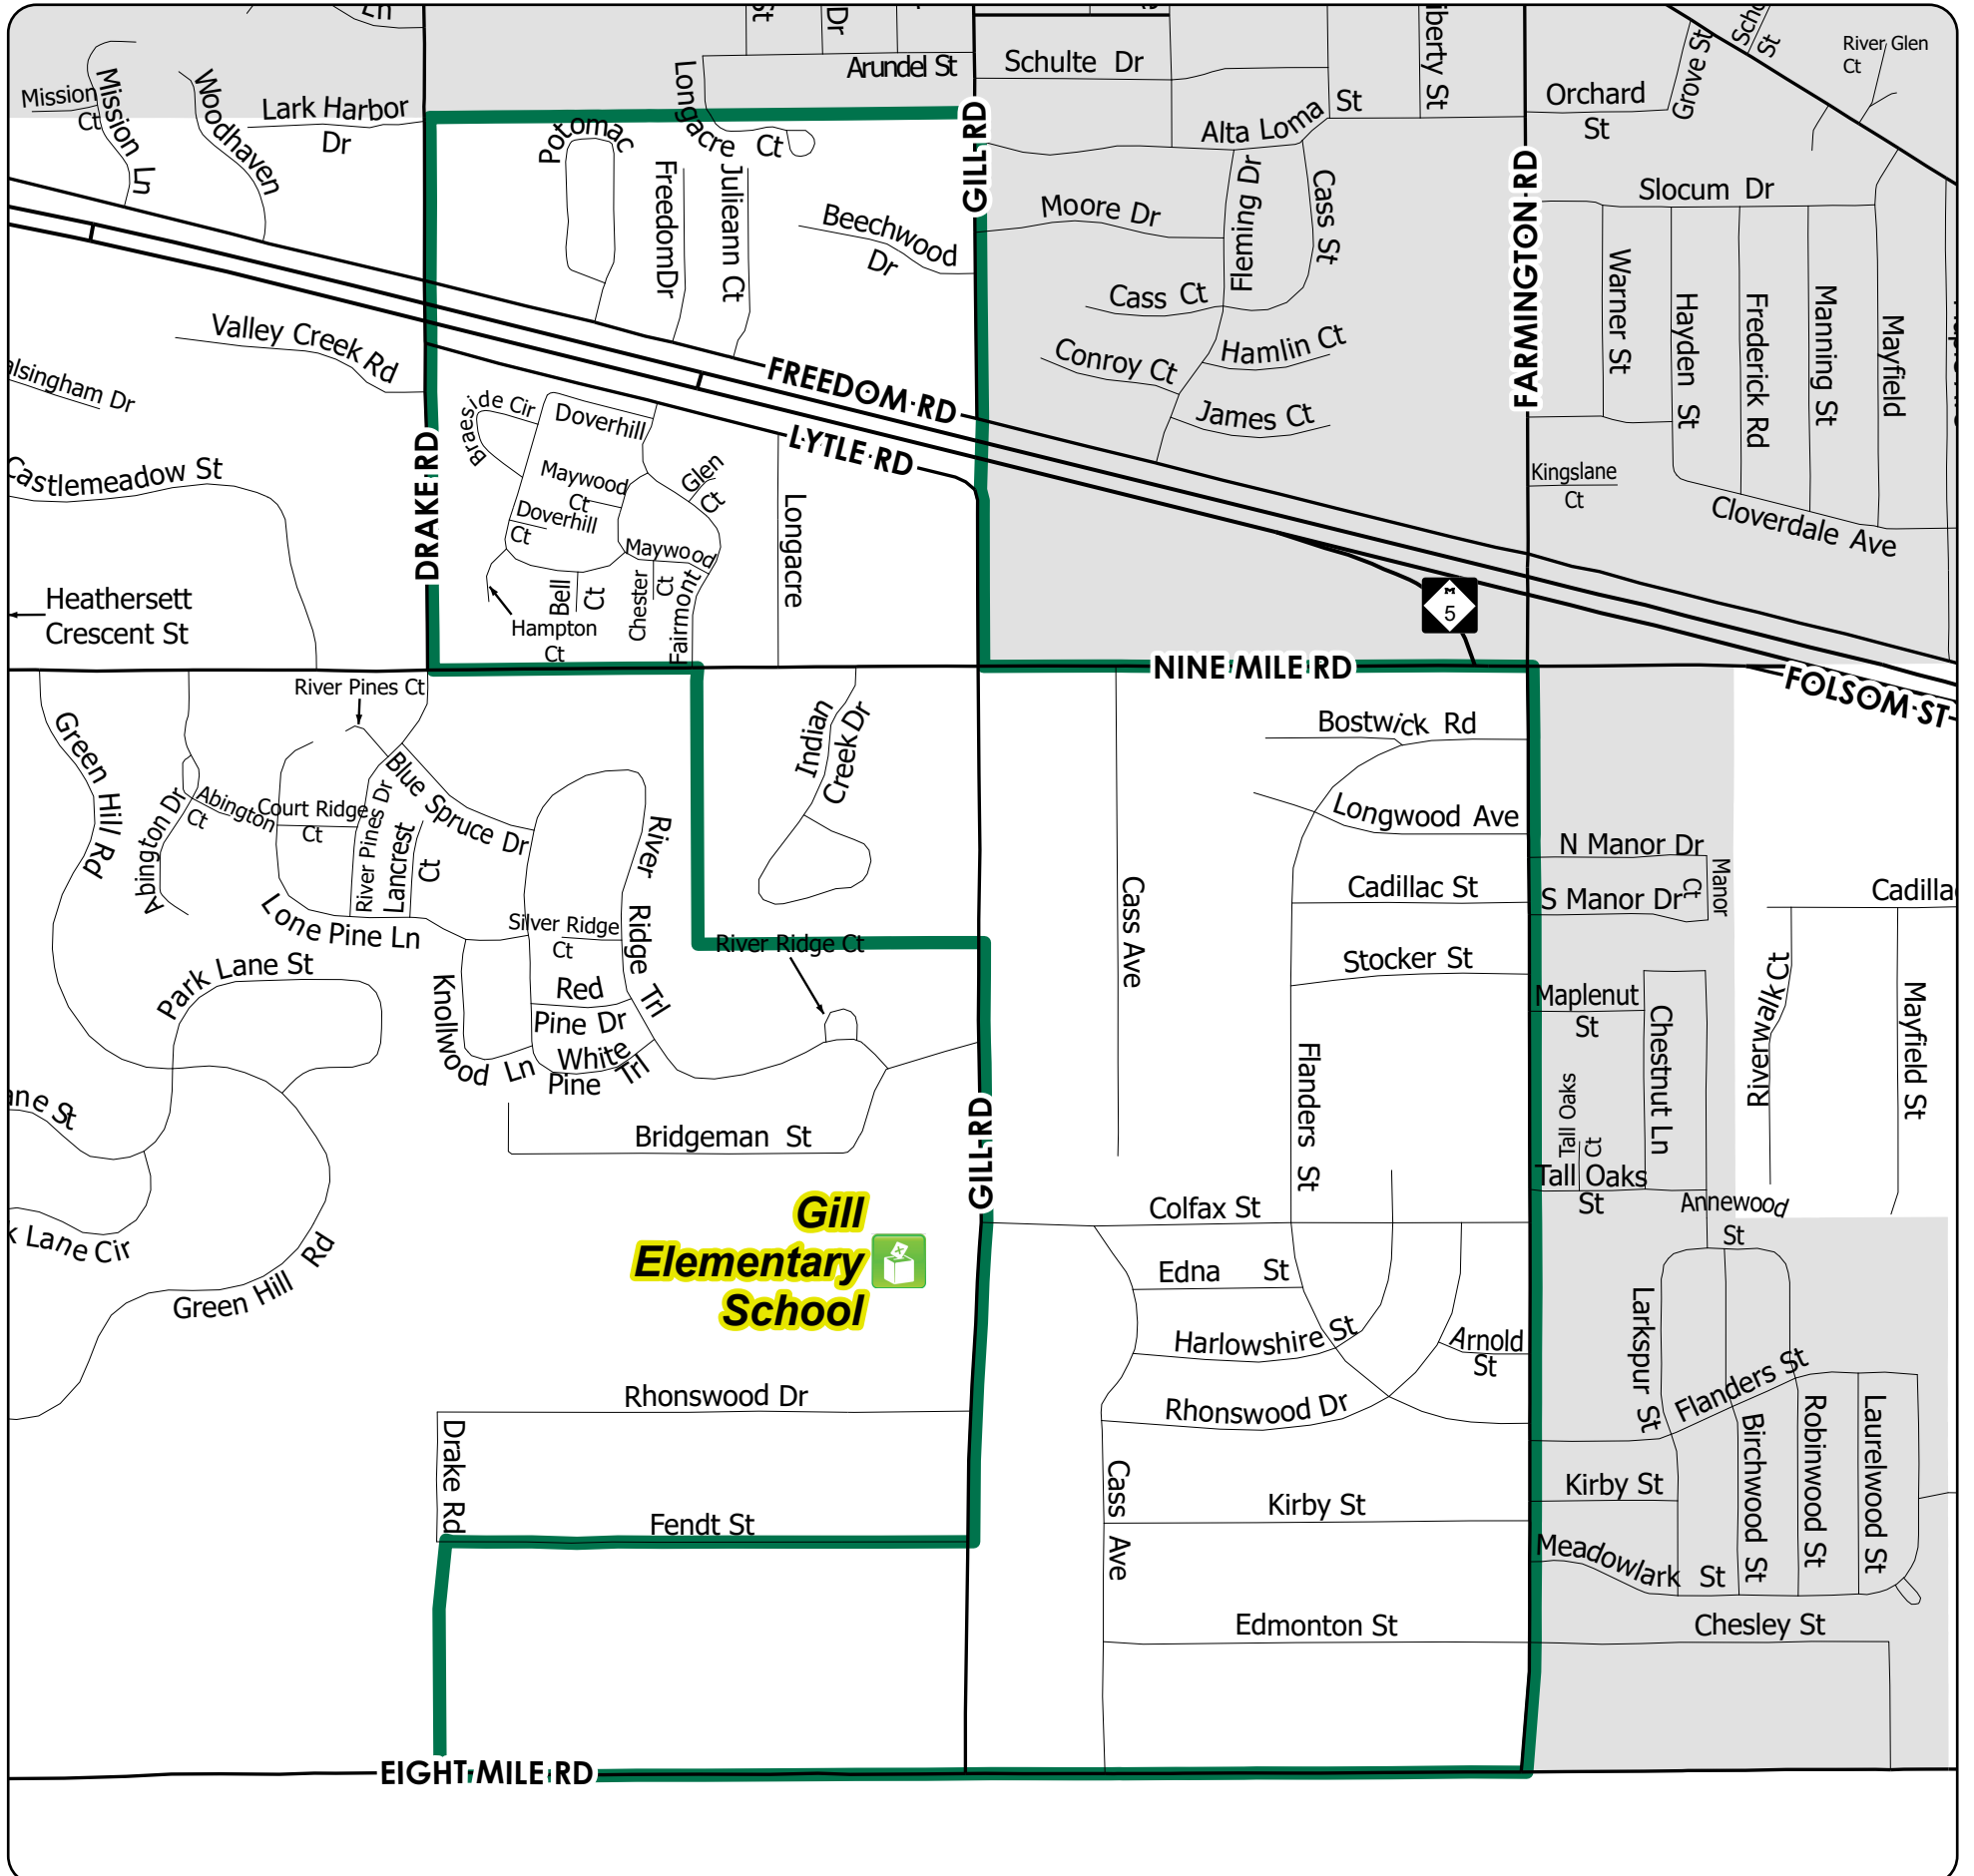 Ln
St
Dr
Arundel St
Schulte Dr
St
Orchard
St
Grove St
St
River Glen
Ct
Mission
Ct
Mission Ln
Woodhaven
Lark Harbor
Dr
Potomac
Longacre Ct
Freedom Dr
Julieann Ct
Beechwood
Dr
GILL RD
Alta Loma
Moore Dr
Fleming Dr
Cass St
Cass Ct
Conroy Ct
Hamlin Ct
James Ct
FARMINGTON RD
Slocum Dr
Warner St
Hayden St
Frederick Rd
Manning St
Mayfield
Kingslane
Ct
Cloverdale Ave
Valley Creek Rd
alsingham Dr
Castlemeadow St
Heathersett
Crescent St
DRAKE RD
FREEDOM RD
LYTLE RD
Braeside Cir
Doverhill
Maywood
Ct
Doverhill
Ct
Glen
Ct
Maywood
Bell
Ct
Chester
Ct
Fairmont
Hampton
Ct
Longacre
M
5
NINE MILE RD
FOLSOM ST
River Pines Ct
Green Hill Rd
Abington Dr
Abington
Ct
Court Ridge
Ct
River Pines Dr
Lancrest
Ct
Blue Spruce Dr
Lone Pine Ln
Park Lane St
Knollwood Ln
Silver Ridge
Ct
Red
Pine Dr
White
Pine Trl
River Ridge Trl
Indian
Creek Dr
River Ridge Ct
Bridgeman St
ane St
k Lane Cir
Green Hill Rd
Gill
Elementary
School
GILL RD
Bostwick Rd
Longwood Ave
Cadillac St
Stocker St
Cass Ave
Flanders St
N Manor Dr
S Manor Dr
Manor
Ct
Cadilla
Maplenut
St
Chestnut Ln
Riverwalk Ct
Mayfield St
Tall Oaks
Ct
Tall Oaks
St
Annewood
St
Colfax St
Edna St
Harlowshire St
Arnold
St
Rhonswood Dr
Larkspur St
Flanders St
Birchwood St
Robinwood St
Laurelwood St
Rhonswood Dr
Drake Rd
Fendt St
Cass Ave
Kirby St
Kirby St
Meadowlark St
Edmonton St
Chesley St
EIGHT MILE RD